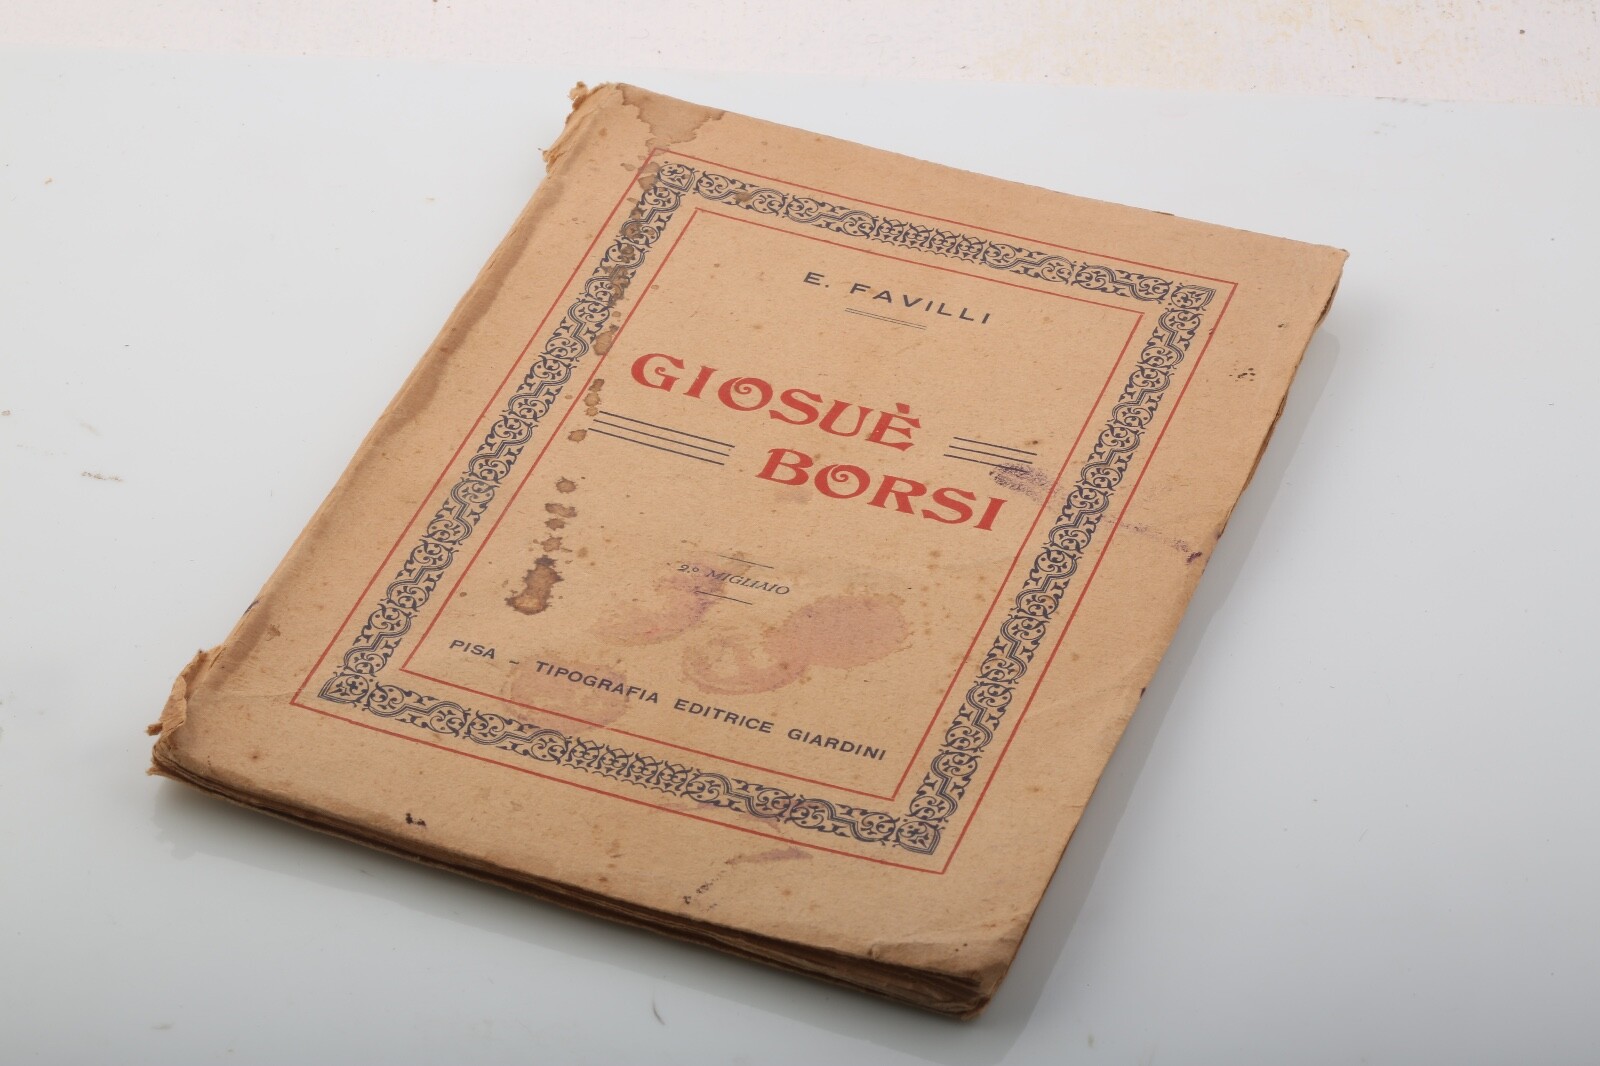 E. FAVILLI
GIOSUÈ
BORSI
2.º MIGLIAIO
PISA - TIPOGRAFIA EDITRICE GIARDINI